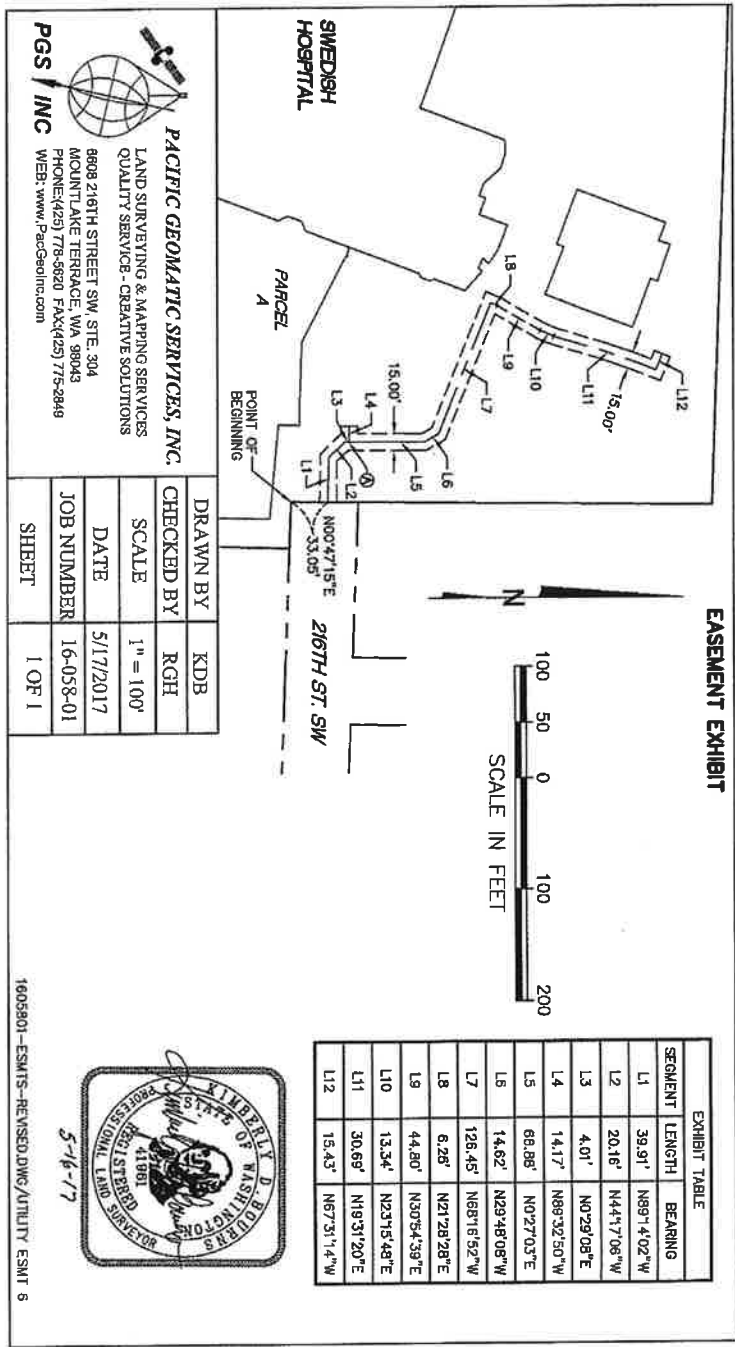 EASEMENT EXHIBIT
SWEDISH
HOSPITAL
PARCEL
A
L12
15.00'
L11
L10
L9
L8
L7
15.00'
L6
L5
L4
L3
A
L2
L1
POINT OF
BEGINNING
N00°47'15"E
33.05'
216TH ST. SW
N
100 50 0 100 200
SCALE IN FEET
EXHIBIT TABLE
SEGMENT LENGTH BEARING
L1 39.91' N89°14'02"W
L2 20.16' N44°17'06"W
L3 4.01' N0°29'08"E
L4 14.17' N89°32'50"W
L5 66.86' N0°27'03"E
L6 14.62' N29°48'08"W
L7 126.45' N68°16'52"W
L8 6.26' N21°28'28"E
L9 44.80' N30°54'39"E
L10 13.34' N23°15'48"E
L11 30.69' N19°31'20"E
L12 15.43' N67°31'14"W
PGS INC
PACIFIC GEOMATIC SERVICES, INC.
LAND SURVEYING & MAPPING SERVICES
QUALITY SERVICE - CREATIVE SOLUTIONS
6608 216TH STREET SW, STE. 304
MOUNTLAKE TERRACE, WA 98043
PHONE:(425) 778-5620 FAX:(425) 775-2849
WEB: www.PacGeoInc.com
DRAWN BY KDB
CHECKED BY RGH
SCALE 1" = 100'
DATE 5/17/2017
JOB NUMBER 16-058-01
SHEET 1 OF 1
KIMBERLY D. BOURNS
STATE OF WASHINGTON
41961
REGISTERED
PROFESSIONAL LAND SURVEYOR
5-16-17
1605801-ESMTS-REVISED.DWG/UTILITY ESMT 6